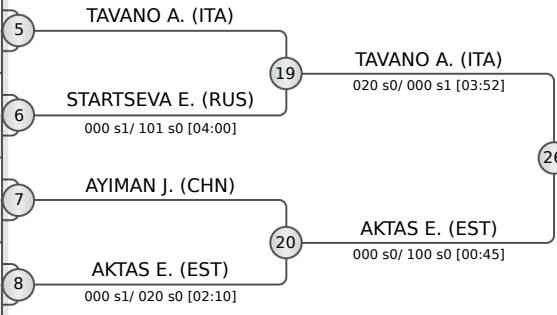 TAVANO A. (ITA)
5
19
TAVANO A. (ITA)
020 s0/ 000 s1 [03:52]
STARTSEVA E. (RUS)
6
000 s1/ 101 s0 [04:00]
26
AYIMAN J. (CHN)
7
20
AKTAS E. (EST)
000 s0/ 100 s0 [00:45]
AKTAS E. (EST)
8
000 s1/ 020 s0 [02:10]